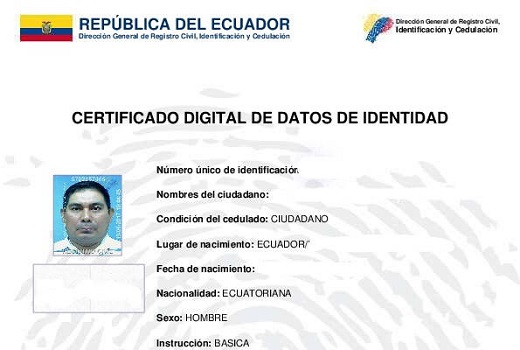 REPÚBLICA DEL ECUADOR
Dirección General de Registro Civil, Identificación y Cedulación
Dirección General de Registro Civil,
Identificación y Cedulación
CERTIFICADO DIGITAL DE DATOS DE IDENTIDAD
Número único de identificación.
Nombres del ciudadano:
Condición del cedulado: CIUDADANO
Lugar de nacimiento: ECUADOR/
Fecha de nacimiento:
Nacionalidad: ECUATORIANA
Sexo: HOMBRE
Instrucción: BASICA